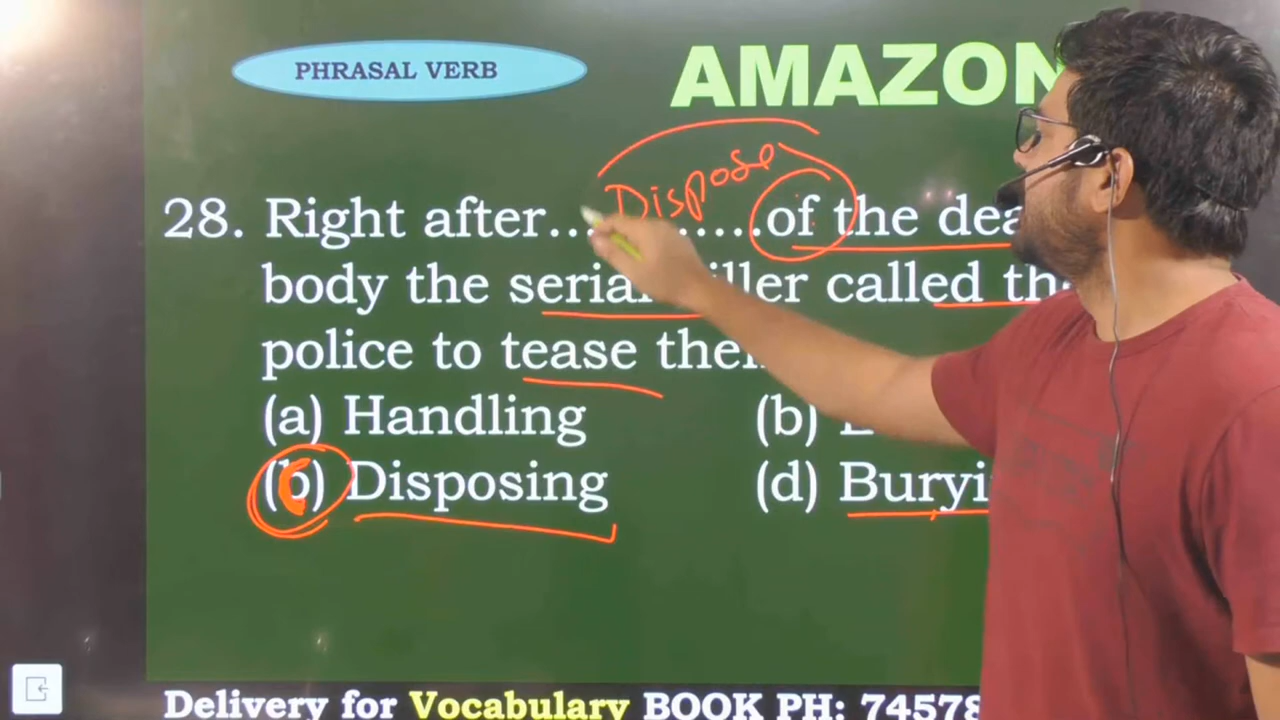 PHRASAL VERB
AMAZON
Dispose
28. Right after............of the dea
body the serial killer called the
police to tease them
(a) Handling
(b)
(b) Disposing
(d) Buryi
Delivery for Vocabulary BOOK PH: 74578